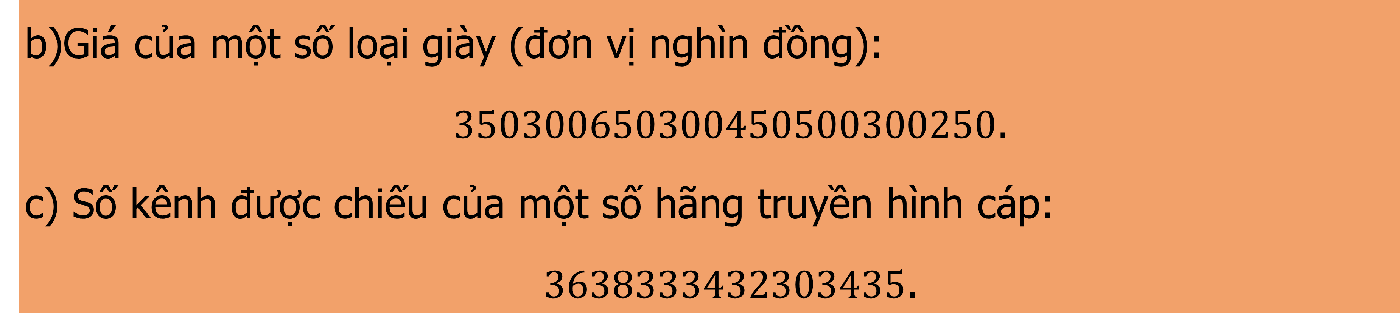 b)Giá của một số loại giày (đơn vị nghìn đồng):
350300650300450500300250.
c) Số kênh được chiếu của một số hãng truyền hình cáp:
3638333432303435.